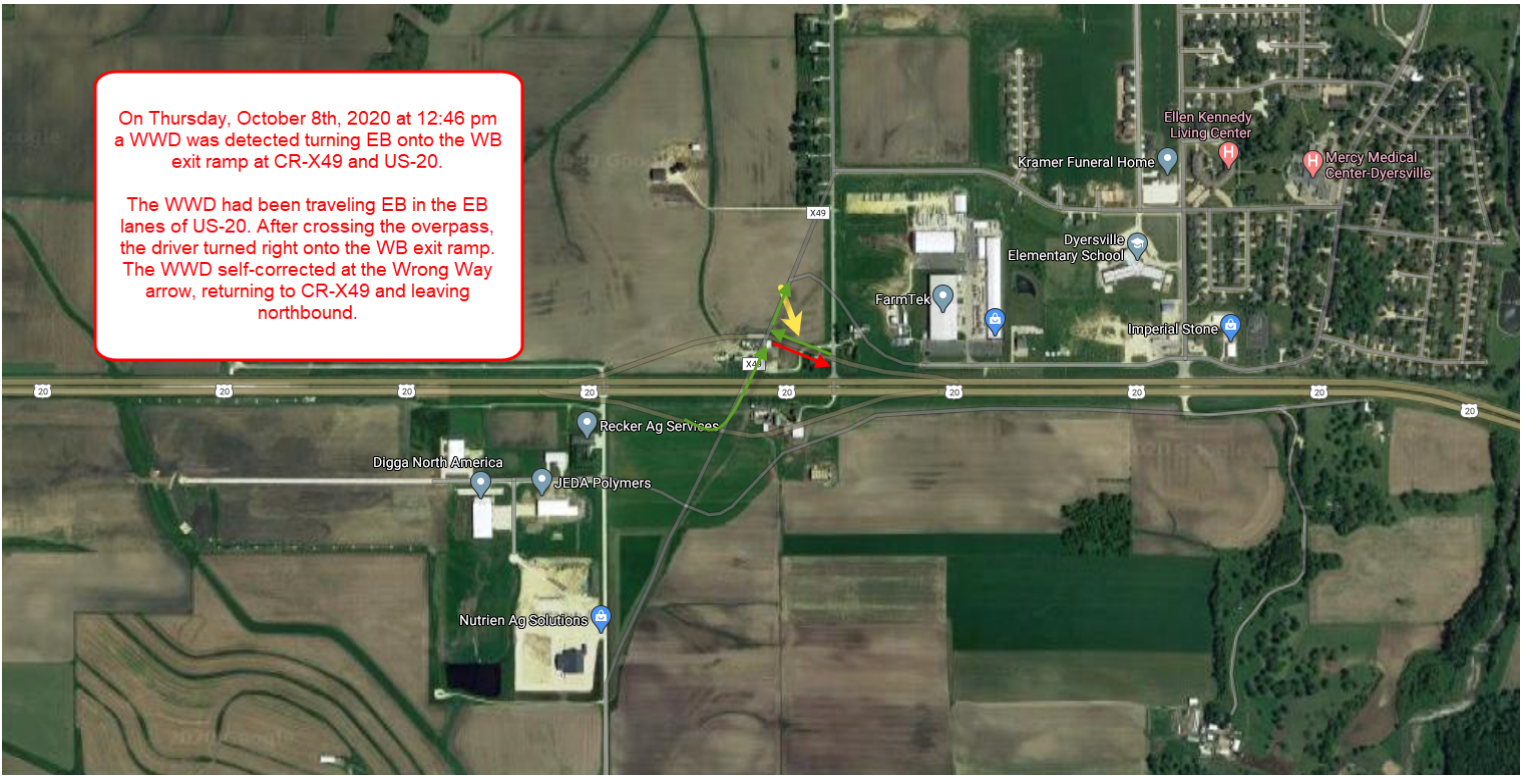 On Thursday, October 8th, 2020 at 12:46 pm
a WWD was detected turning EB onto the WB
exit ramp at CR-X49 and US-20.
The WWD had been traveling EB in the EB
lanes of US-20. After crossing the overpass,
the driver turned right onto the WB exit ramp.
The WWD self-corrected at the Wrong Way
arrow, returning to CR-X49 and leaving
northbound.
Ellen Kennedy
Living Center
Kramer Funeral Home
Mercy Medical
Center-Dyersville
X49
Dyersville
Elementary School
FarmTek
Imperial Stone
X49
20
20
20
20
20
20
20
20
20
Recker Ag Services
Digga North America
JEDA Polymers
Nutrien Ag Solutions